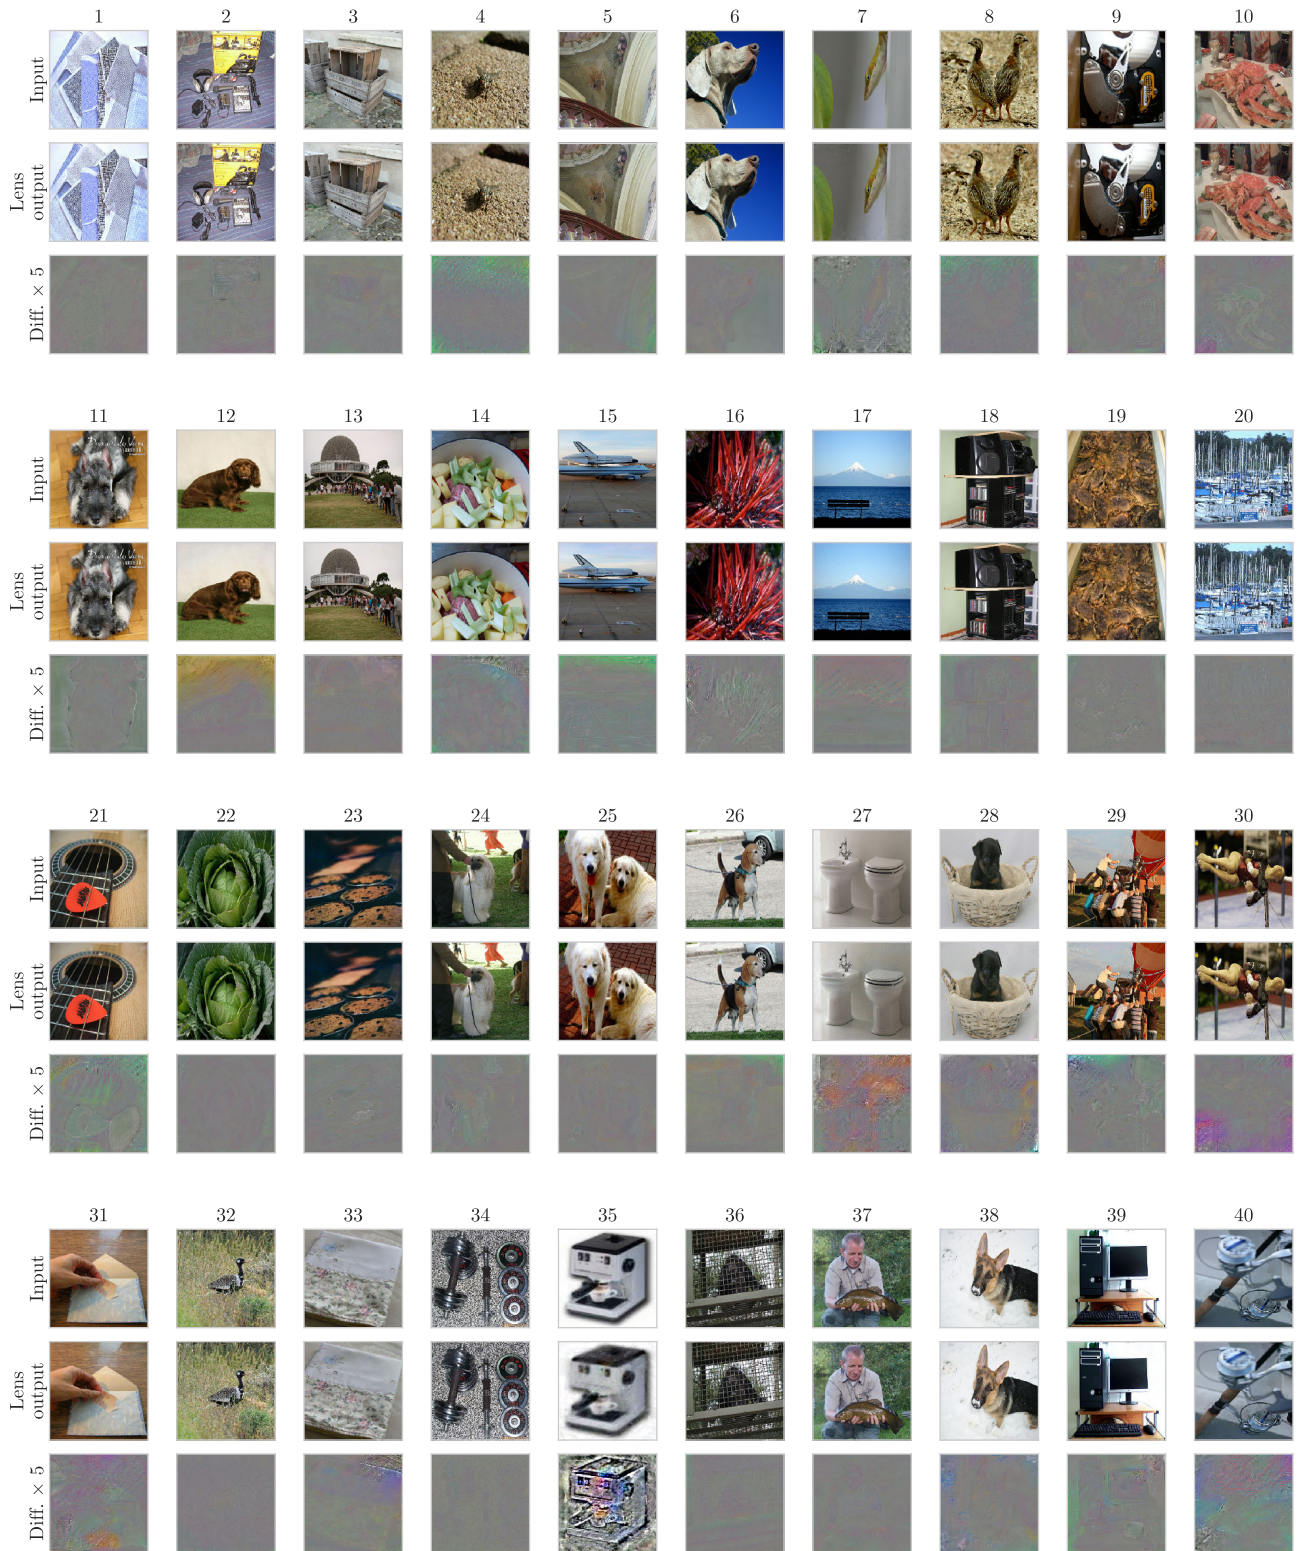 1 2 3 4 5 6 7 8 9 10
Input
Lens
output
Diff. × 5
11 12 13 14 15 16 17 18 19 20
Input
Lens
output
Diff. × 5
21 22 23 24 25 26 27 28 29 30
Input
Lens
output
Diff. × 5
31 32 33 34 35 36 37 38 39 40
Input
Lens
output
Diff. × 5